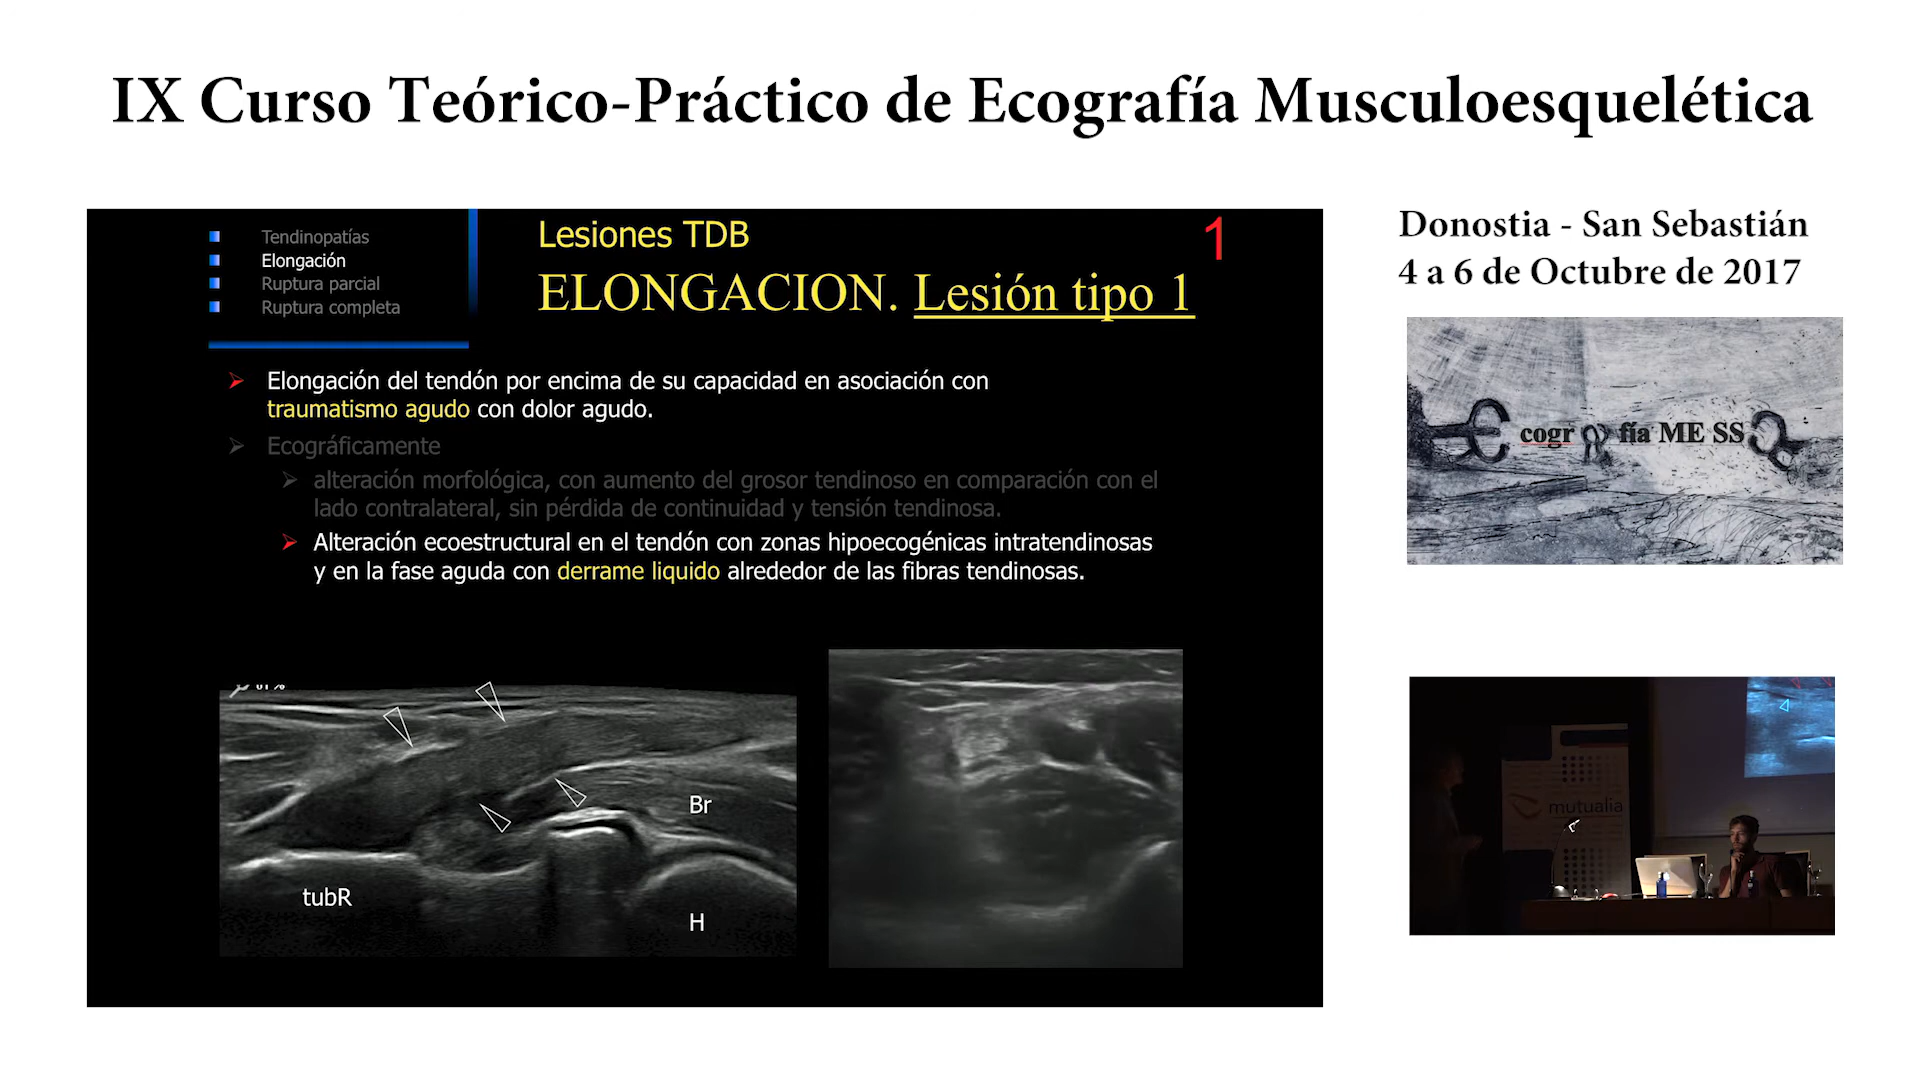 IX Curso Teórico-Práctico de Ecografía Musculoesquelética
Donostia - San Sebastián
4 a 6 de Octubre de 2017
Tendinopatías
Elongación
Ruptura parcial
Ruptura completa
Lesiones TDB
1
ELONGACION. Lesión tipo 1
Elongación del tendón por encima de su capacidad en asociación con
traumatismo agudo con dolor agudo.
Ecográficamente
alteración morfológica, con aumento del grosor tendinoso en comparación con el
lado contralateral, sin pérdida de continuidad y tensión tendinosa.
Alteración ecoestructural en el tendón con zonas hipoecogénicas intratendinosas
y en la fase aguda con derrame liquido alrededor de las fibras tendinosas.
Br
tubR
H
cogr fía ME SS
mutualia